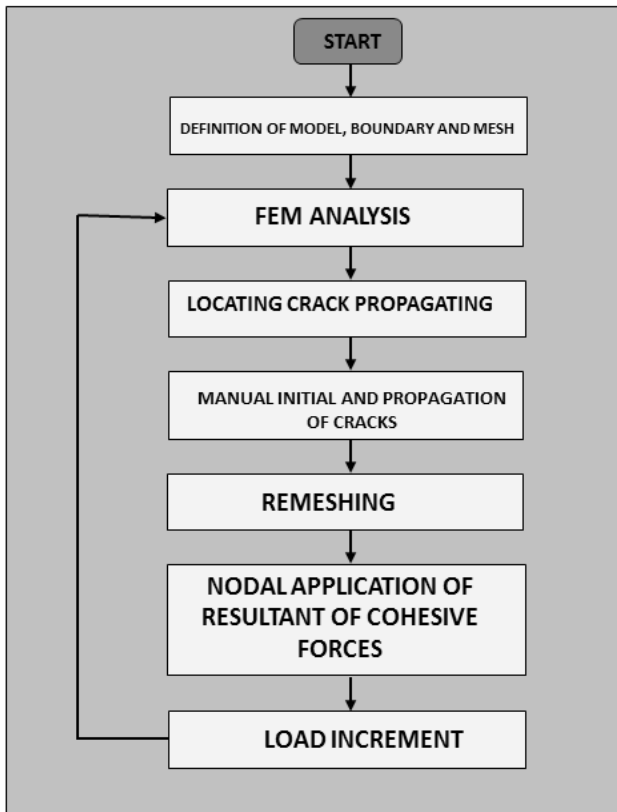 START
DEFINITION OF MODEL, BOUNDARY AND MESH
FEM ANALYSIS
LOCATING CRACK PROPAGATING
MANUAL INITIAL AND PROPAGATION
OF CRACKS
REMESHING
NODAL APPLICATION OF
RESULTANT OF COHESIVE
FORCES
LOAD INCREMENT